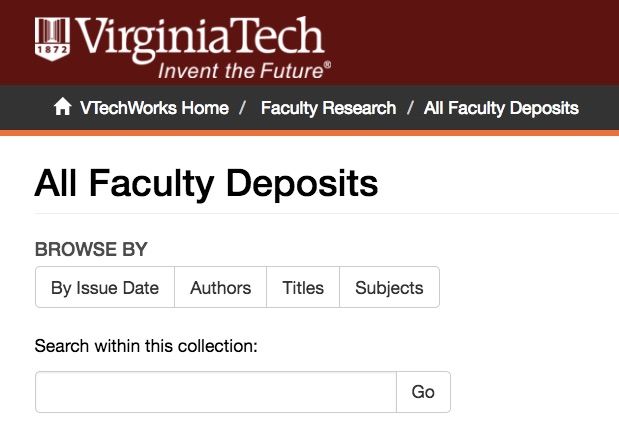 1872
VirginiaTech
Invent the Future®
VTechWorks Home / Faculty Research / All Faculty Deposits
All Faculty Deposits
BROWSE BY
By Issue Date Authors Titles Subjects
Search within this collection:
Go